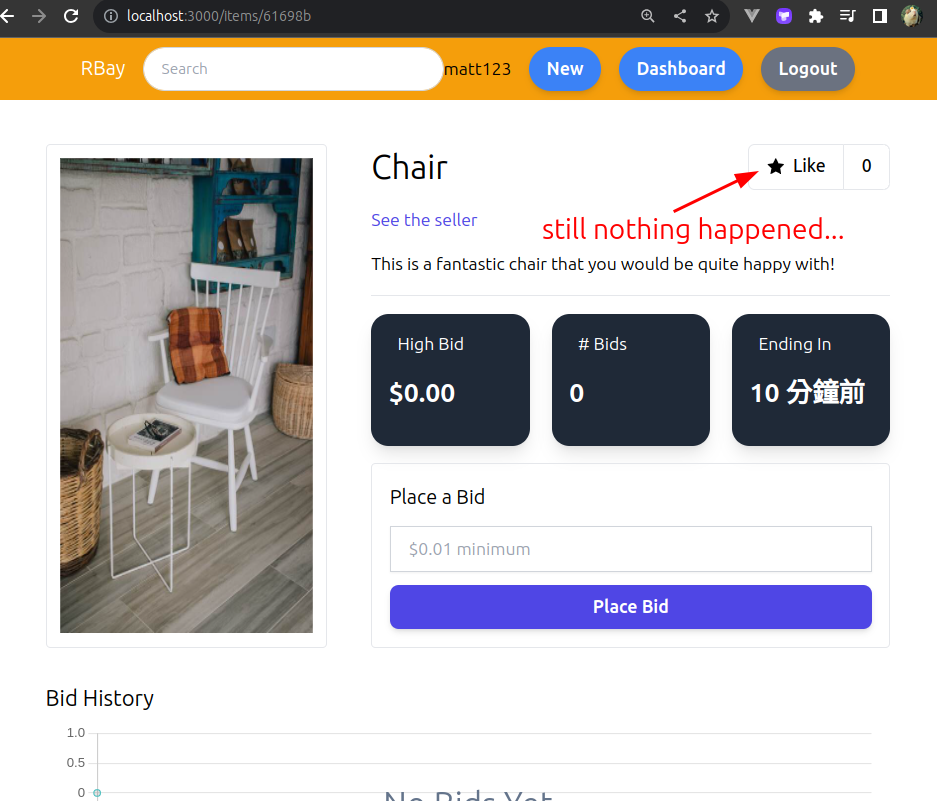 localhost:3000/items/61698b
RBay Search matt123 New Dashboard Logout
Chair
Like 0
See the seller
still nothing happened...
This is a fantastic chair that you would be quite happy with!
High Bid # Bids Ending In
$0.00 0 10 分鐘前
Place a Bid
$0.01 minimum
Place Bid
Bid History
1.0
0.5
0
No Bids Yet